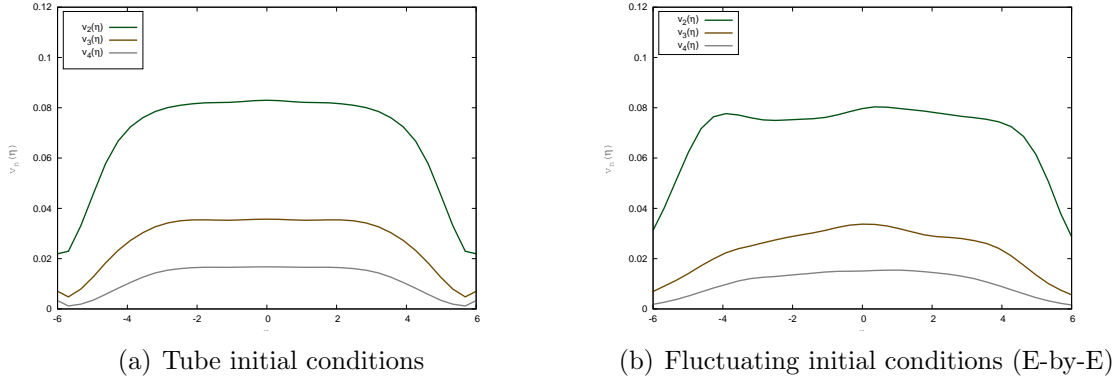 0.12
0.1
0.08
0.06
0.04
0.02
0
-6
-4
-2
0
2
4
6
v2(η)
v3(η)
v4(η)
vn(η)
(a) Tube initial conditions
0.12
0.1
0.08
0.06
0.04
0.02
0
-6
-4
-2
0
2
4
6
v2(η)
v3(η)
v4(η)
vn(η)
(b) Fluctuating initial conditions (E-by-E)